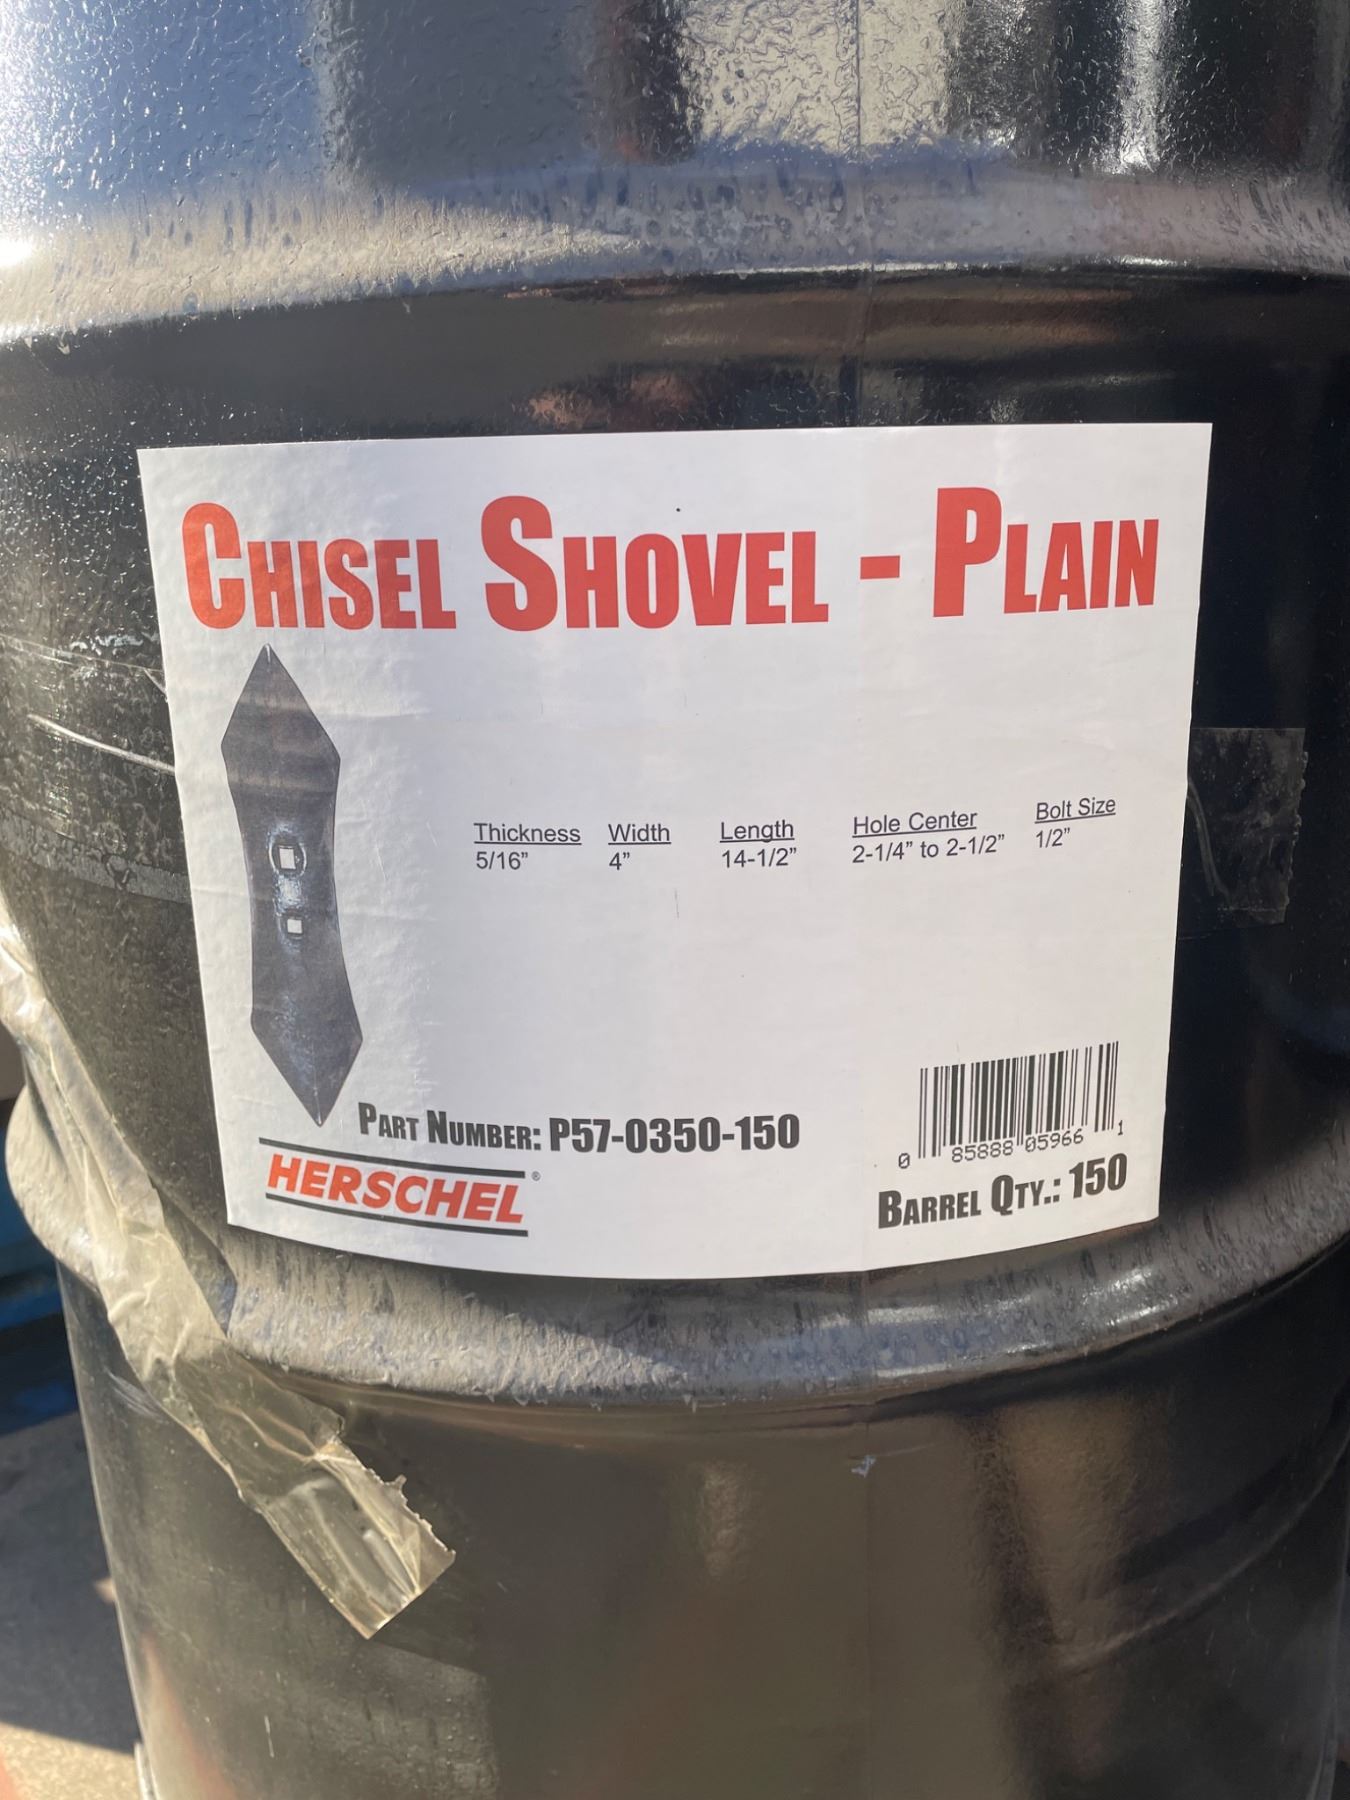 CHISEL SHOVEL - PLAIN
Thickness Width Length Hole Center Bolt Size
5/16" 4" 14-1/2" 2-1/4" to 2-1/2" 1/2"
PART NUMBER: P57-0350-150
HERSCHEL®
0 85888 05966 1
BARREL QTY.: 150